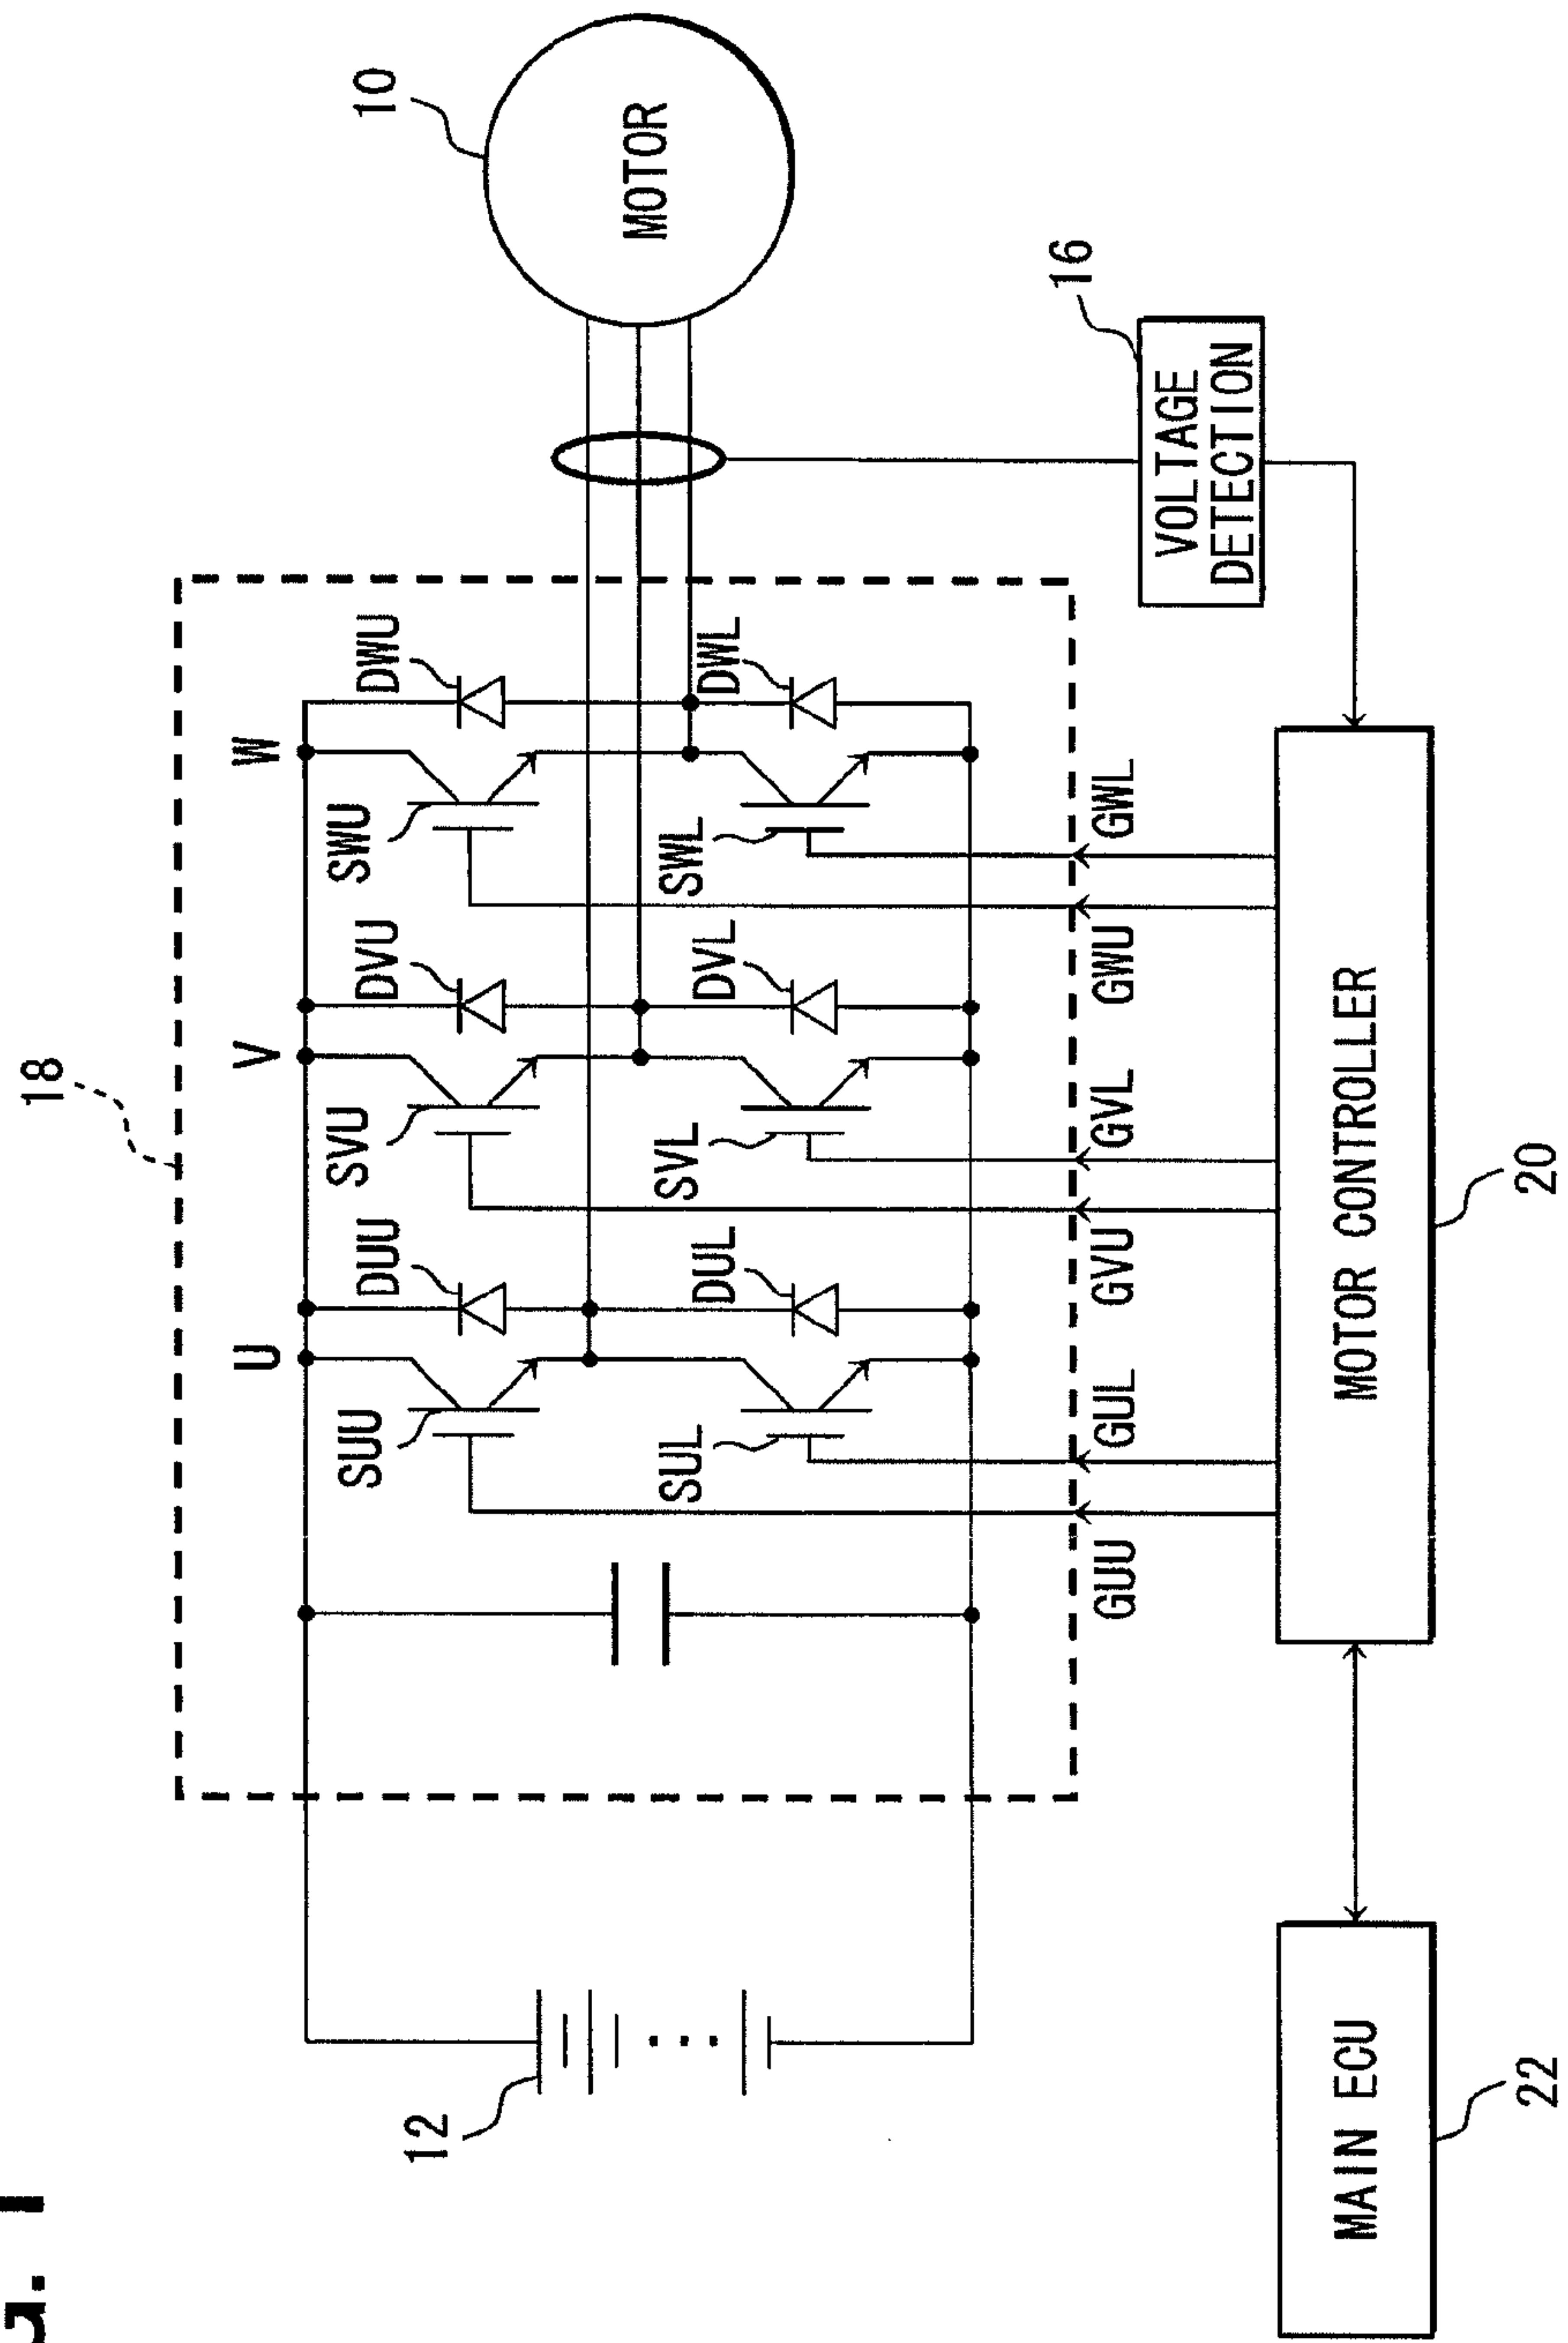 G. 1
18
U
V
W
SUU
DUU
SVU
DVU
SWU
DWU
10
12
MOTOR
SUL
DUL
SVL
DVL
SWL
DWL
16
GUU
GUL
GVU
GVL
GWU
GWL
VOLTAGE
DETECTION
MAIN ECU
MOTOR CONTROLLER
22
20